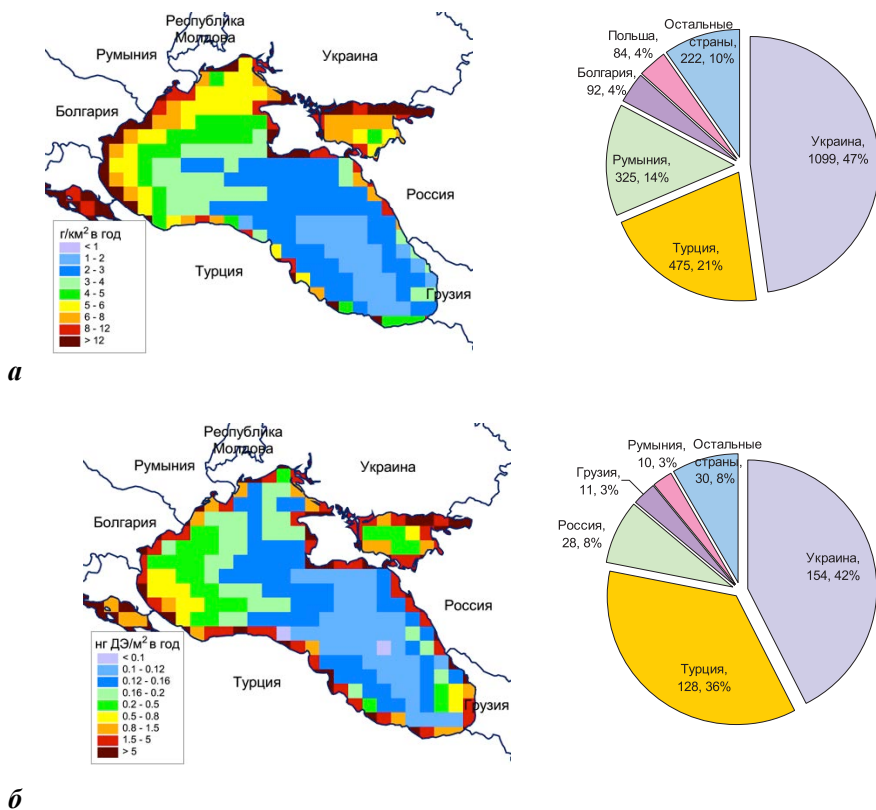 Республика
Молдова
Румыния
Украина
Болгария
Россия
Турция
Грузия
г/км² в год
< 1
1 - 2
2 - 3
3 - 4
4 - 5
5 - 6
6 - 8
8 - 12
> 12
Остальные
страны,
222, 10%
Польша,
84, 4%
Болгария,
92, 4%
Румыния,
325, 14%
Украина,
1099, 47%
Турция,
475, 21%
а
Республика
Молдова
Румыния
Украина
Болгария
Россия
Турция
Грузия
нг ДЭ/м² в год
< 0.1
0.1 - 0.12
0.12 - 0.16
0.16 - 0.2
0.2 - 0.5
0.5 - 0.8
0.8 - 1.5
1.5 - 5
> 5
Румыния,
10, 3%
Остальные
страны,
30, 8%
Грузия,
11, 3%
Россия,
28, 8%
Украина,
154, 42%
Турция,
128, 36%
б